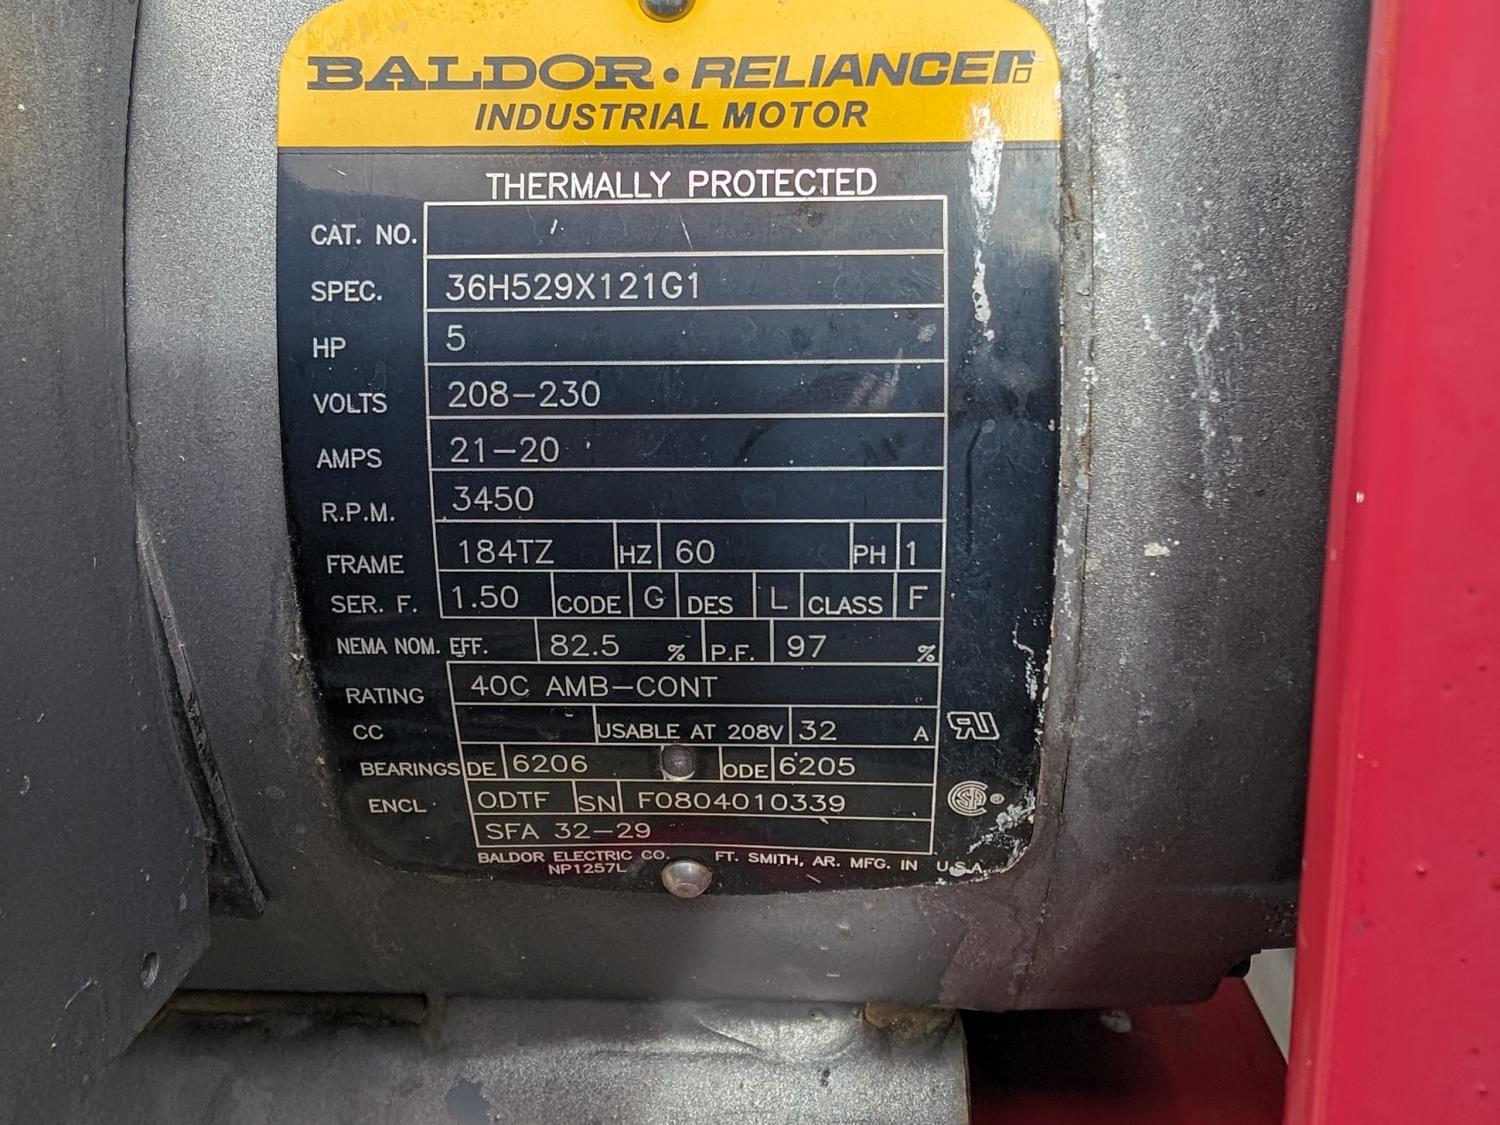 BALDOR • RELIANCER
INDUSTRIAL MOTOR
THERMALLY PROTECTED
CAT. NO.
SPEC. 36H529X121G1
HP 5
VOLTS 208-230
AMPS 21-20
R.P.M. 3450
FRAME 184TZ HZ 60 PH 1
SER. F. 1.50 CODE G DES L CLASS F
NEMA NOM. EFF. 82.5 % P.F. 97 %
RATING 40C AMB-CONT
CC USABLE AT 208V 32 A
BEARINGS DE 6206 ODE 6205
ENCL ODTF SN F0804010339
SFA 32-29
BALDOR ELECTRIC CO. FT. SMITH, AR. MFG. IN U.S.A.
NP1257L
RU
CSA ®